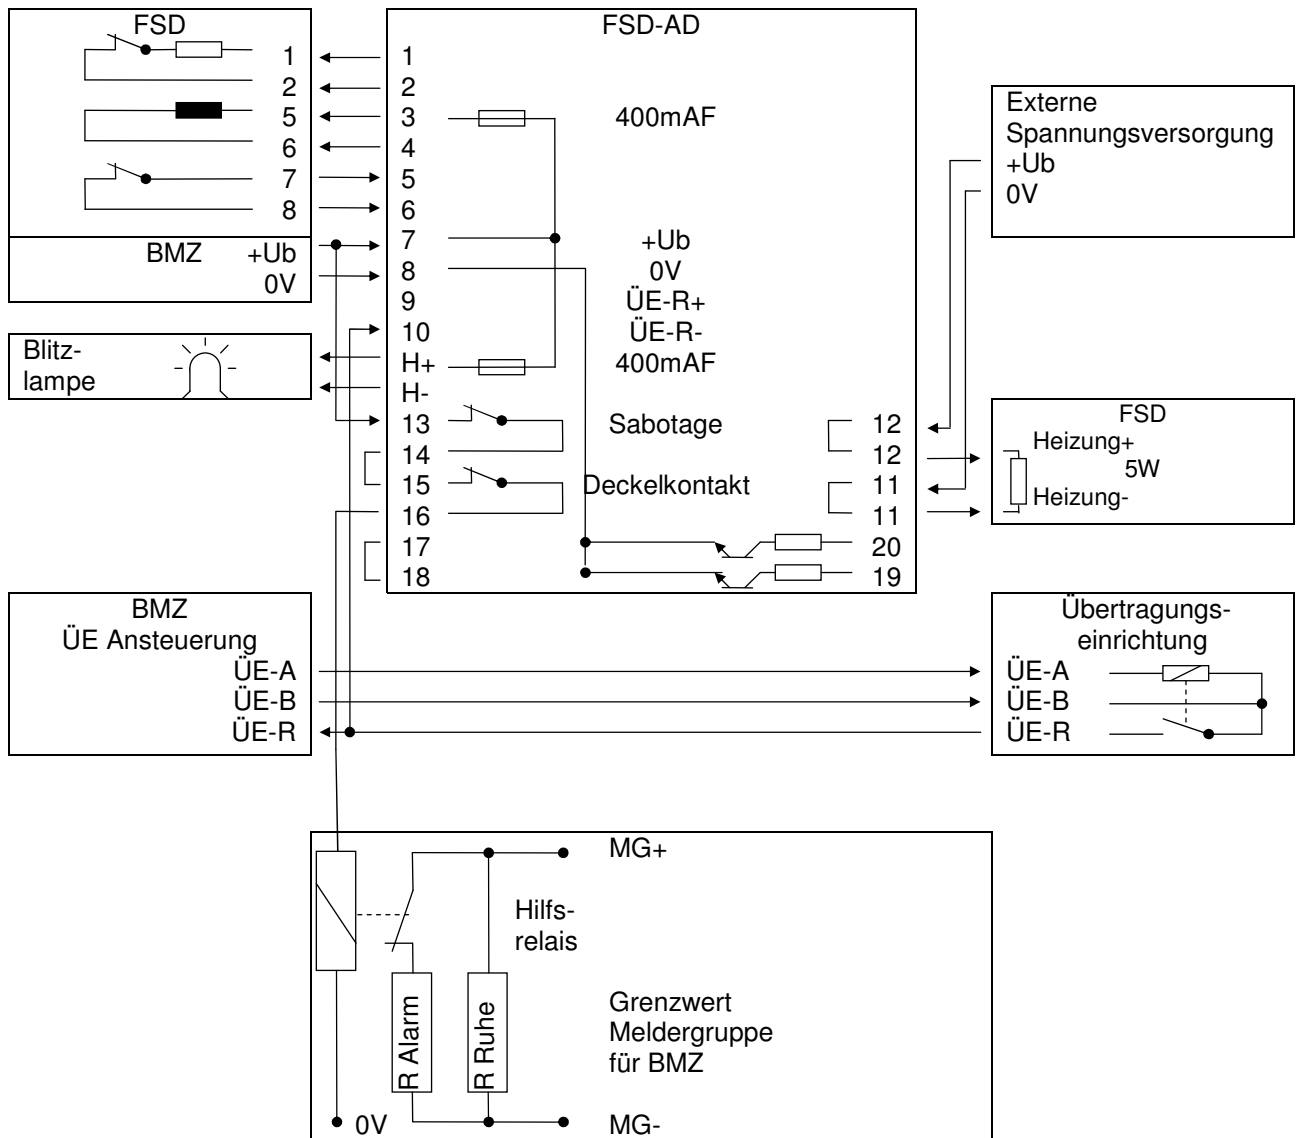 FSD
1
2
5
6
7
8
BMZ +Ub
0V
Blitz-
lampe
FSD-AD
1
2
3 400mAF
4
5
6
7 +Ub
8 0V
9 ÜE-R+
10 ÜE-R-
H+ 400mAF
H-
13 Sabotage 12
14 12
15 Deckelkontakt 11
16 11
17 20
18 19
Externe
Spannungsversorgung
+Ub
0V
FSD
Heizung+
5W
Heizung-
BMZ
ÜE Ansteuerung
ÜE-A
ÜE-B
ÜE-R
Übertragungs-
einrichtung
ÜE-A
ÜE-B
ÜE-R
MG+
Hilfs-
relais
R Alarm
R Ruhe
Grenzwert
Meldergruppe
für BMZ
0V
MG-